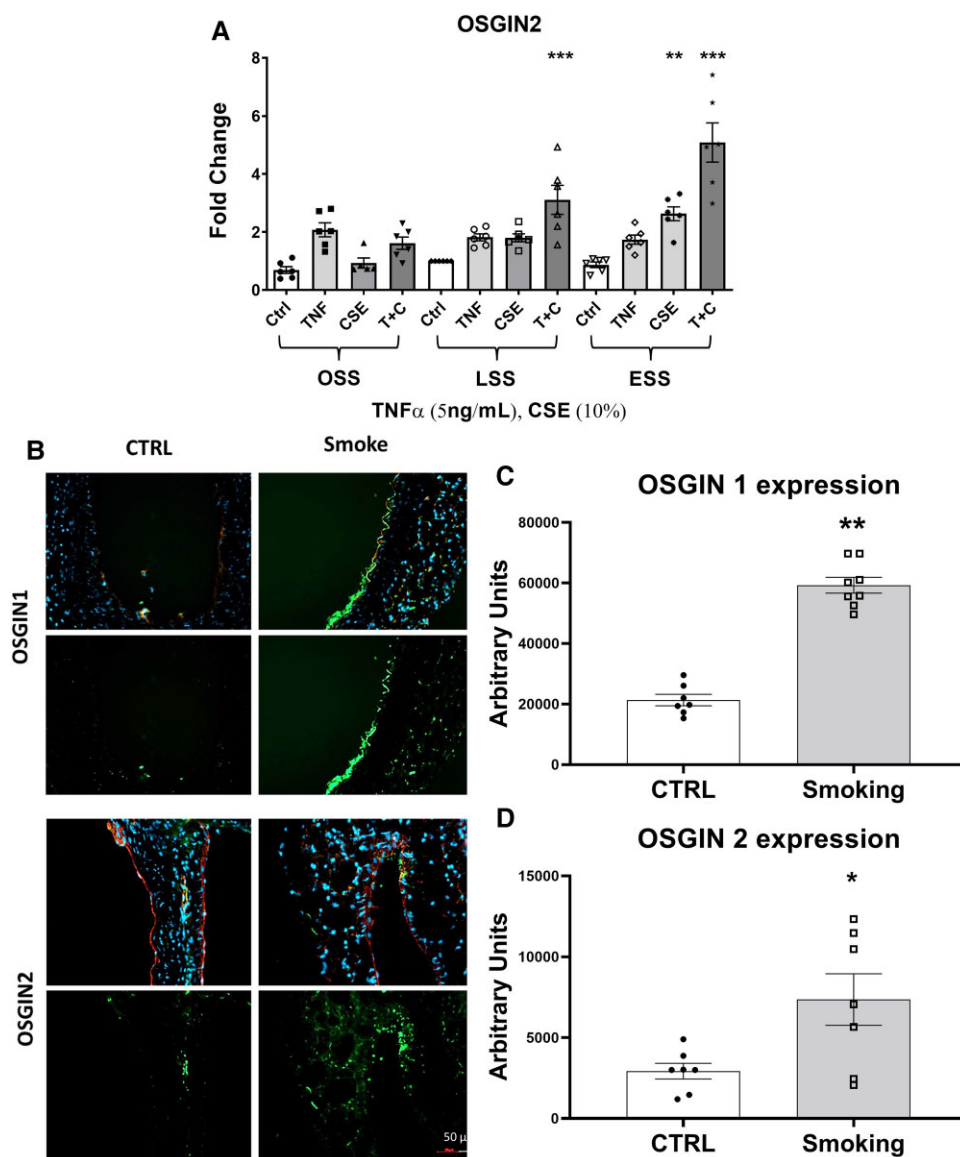 A
OSGIN2
*** ** ***
Fold Change
8
6
4
2
0
Ctrl TNF CSE T+C Ctrl TNF CSE T+C Ctrl TNF CSE T+C
OSS LSS ESS
TNFα (5ng/mL), CSE (10%)
B
CTRL Smoke
OSGIN1
OSGIN2
50 µ
C
OSGIN 1 expression
**
Arbitrary Units
80000
60000
40000
20000
0
CTRL Smoking
D
OSGIN 2 expression
*
Arbitrary Units
15000
10000
5000
0
CTRL Smoking